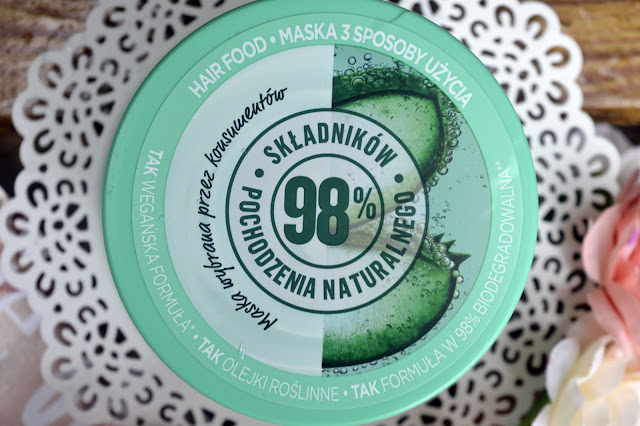 HAIR FOOD • MASKA 3 SPOSOBY UŻYCIA
Maska wybrana przez konsumentów
• SKŁADNIKÓW •
98%
POCHODZENIA NATURALNEGO
TAK WEGAŃSKA FORMUŁA* • TAK OLEJKI ROŚLINNE • TAK FORMUŁA W 98% BIODEGRADOWALNA**